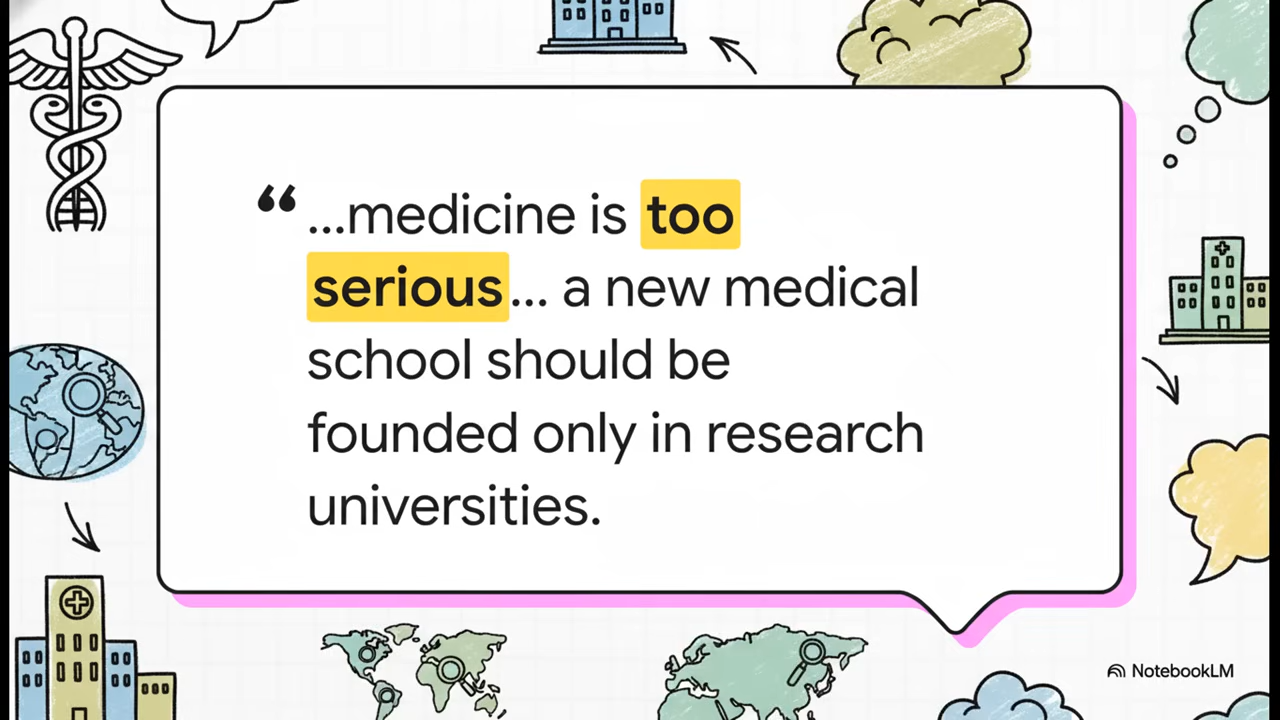 “ ...medicine is too
serious... a new medical
school should be
founded only in research
universities.
NotebookLM